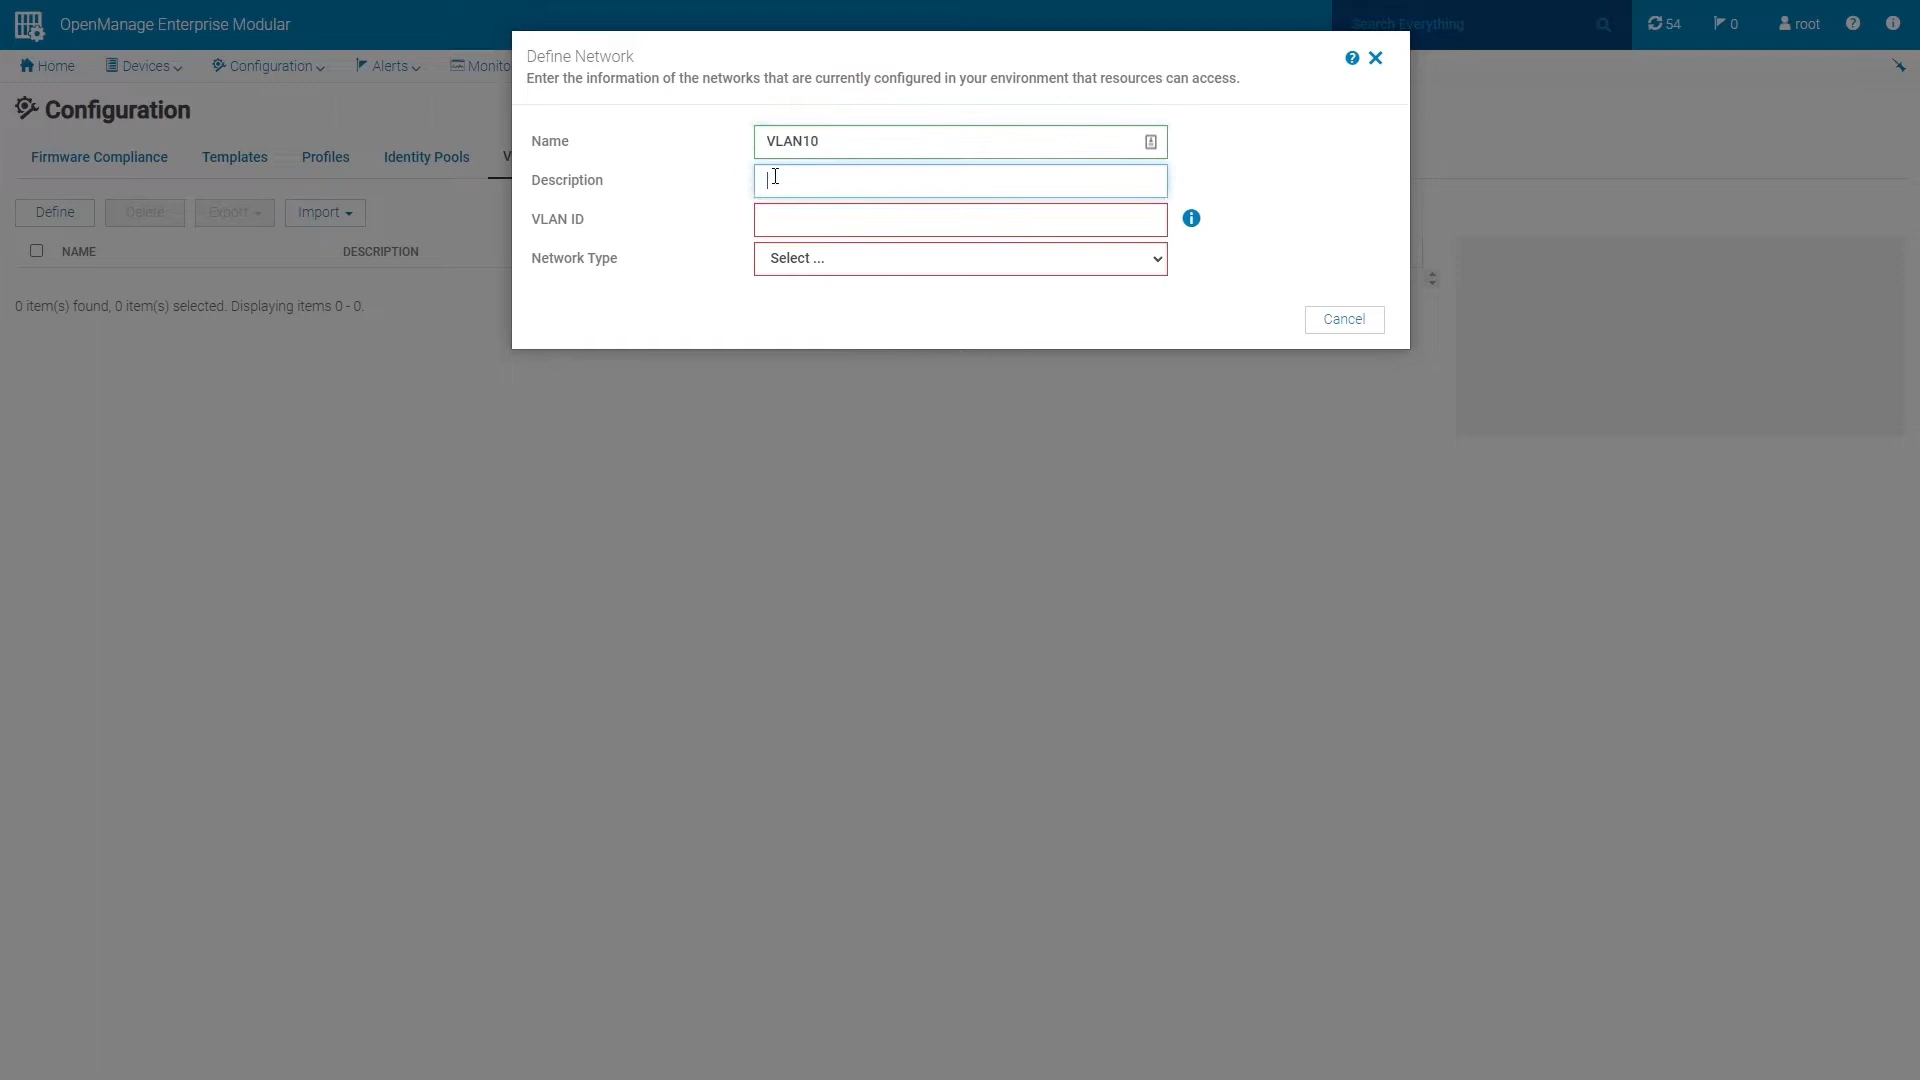 OpenManage Enterprise Modular
Search Everything
54
0
root
Home
Devices
Configuration
Alerts
Monito
Define Network
Enter the information of the networks that are currently configured in your environment that resources can access.
Configuration
Firmware Compliance
Templates
Profiles
Identity Pools
V
Name
VLAN10
Description
VLAN ID
Network Type
Select ...
Define
Delete
Export
Import
NAME
DESCRIPTION
0 item(s) found, 0 item(s) selected. Displaying items 0 - 0.
Cancel